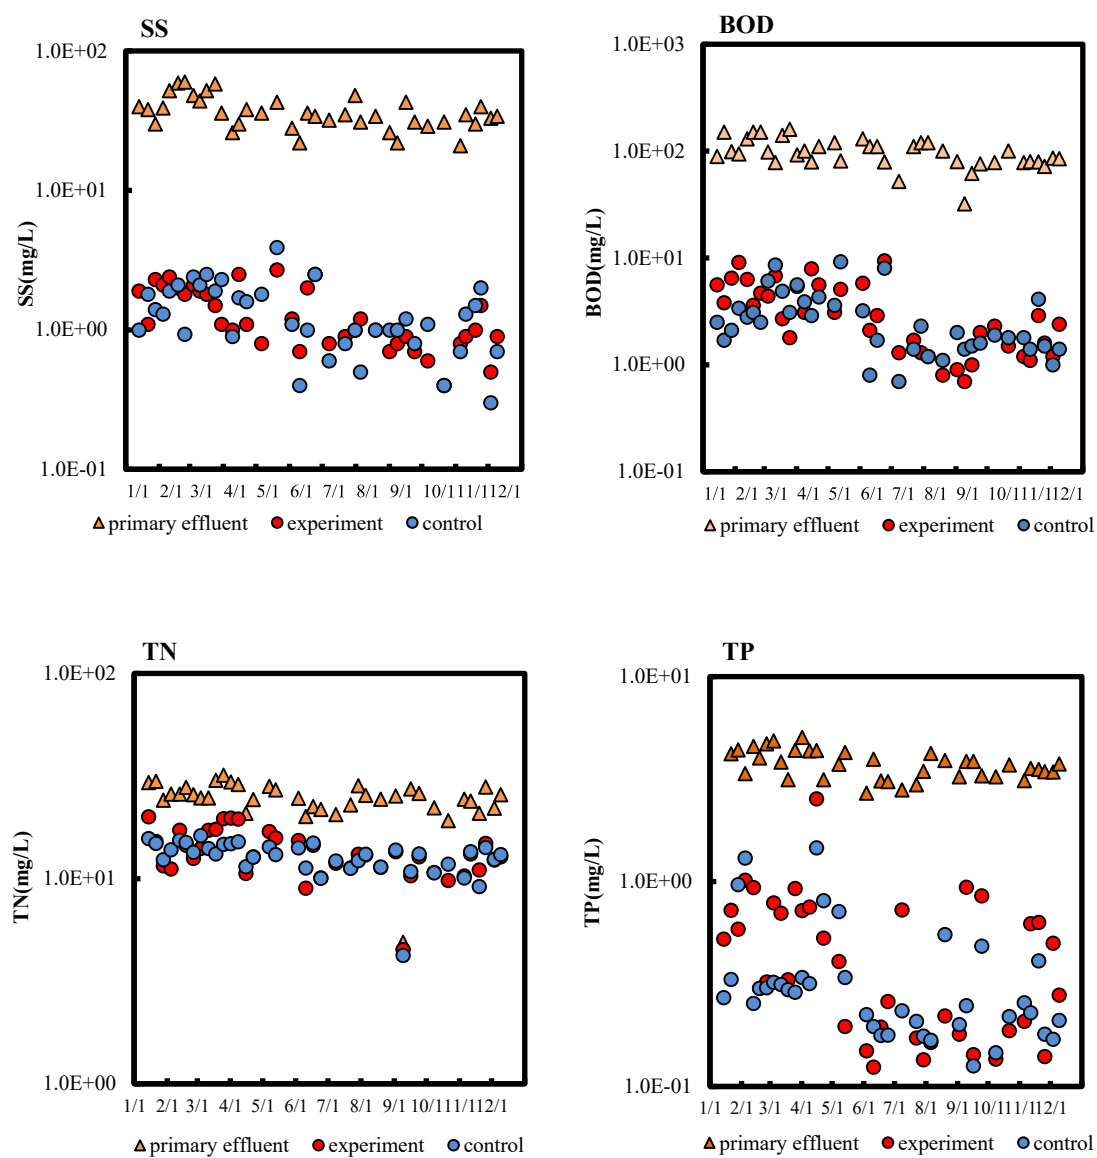 SS
1.0E+02
1.0E+01
1.0E+00
1.0E-01
SS(mg/L)
1/1 2/1 3/1 4/1 5/1 6/1 7/1 8/1 9/1 10/1 11/1 12/1
primary effluent experiment control
BOD
1.0E+03
1.0E+02
1.0E+01
1.0E+00
1.0E-01
BOD(mg/L)
1/1 2/1 3/1 4/1 5/1 6/1 7/1 8/1 9/1 10/1 11/1 12/1
primary effluent experiment control
TN
1.0E+02
1.0E+01
1.0E+00
TN(mg/L)
1/1 2/1 3/1 4/1 5/1 6/1 7/1 8/1 9/1 10/1 11/1 12/1
primary effluent experiment control
TP
1.0E+01
1.0E+00
1.0E-01
TP(mg/L)
1/1 2/1 3/1 4/1 5/1 6/1 7/1 8/1 9/1 10/1 11/1 12/1
primary effluent experiment control